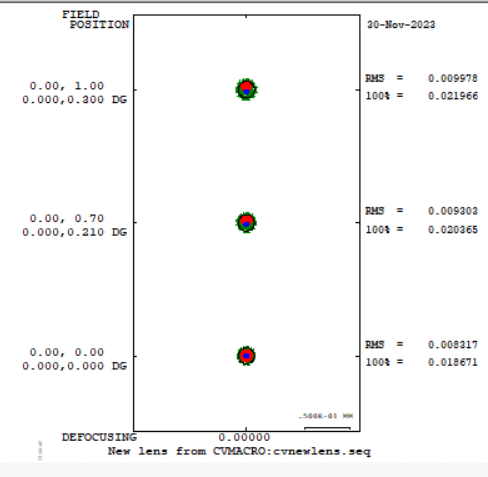 FIELD
POSITION
30-Nov-2023
0.00, 1.00
0.000,0.300 DG
RMS = 0.009978
100% = 0.021966
0.00, 0.70
0.000,0.210 DG
RMS = 0.009303
100% = 0.020365
0.00, 0.00
0.000,0.000 DG
RMS = 0.008317
100% = 0.018671
.500E-01 MM
DEFOCUSING 0.00000
New lens from CVMACRO:cvnewlens.seq